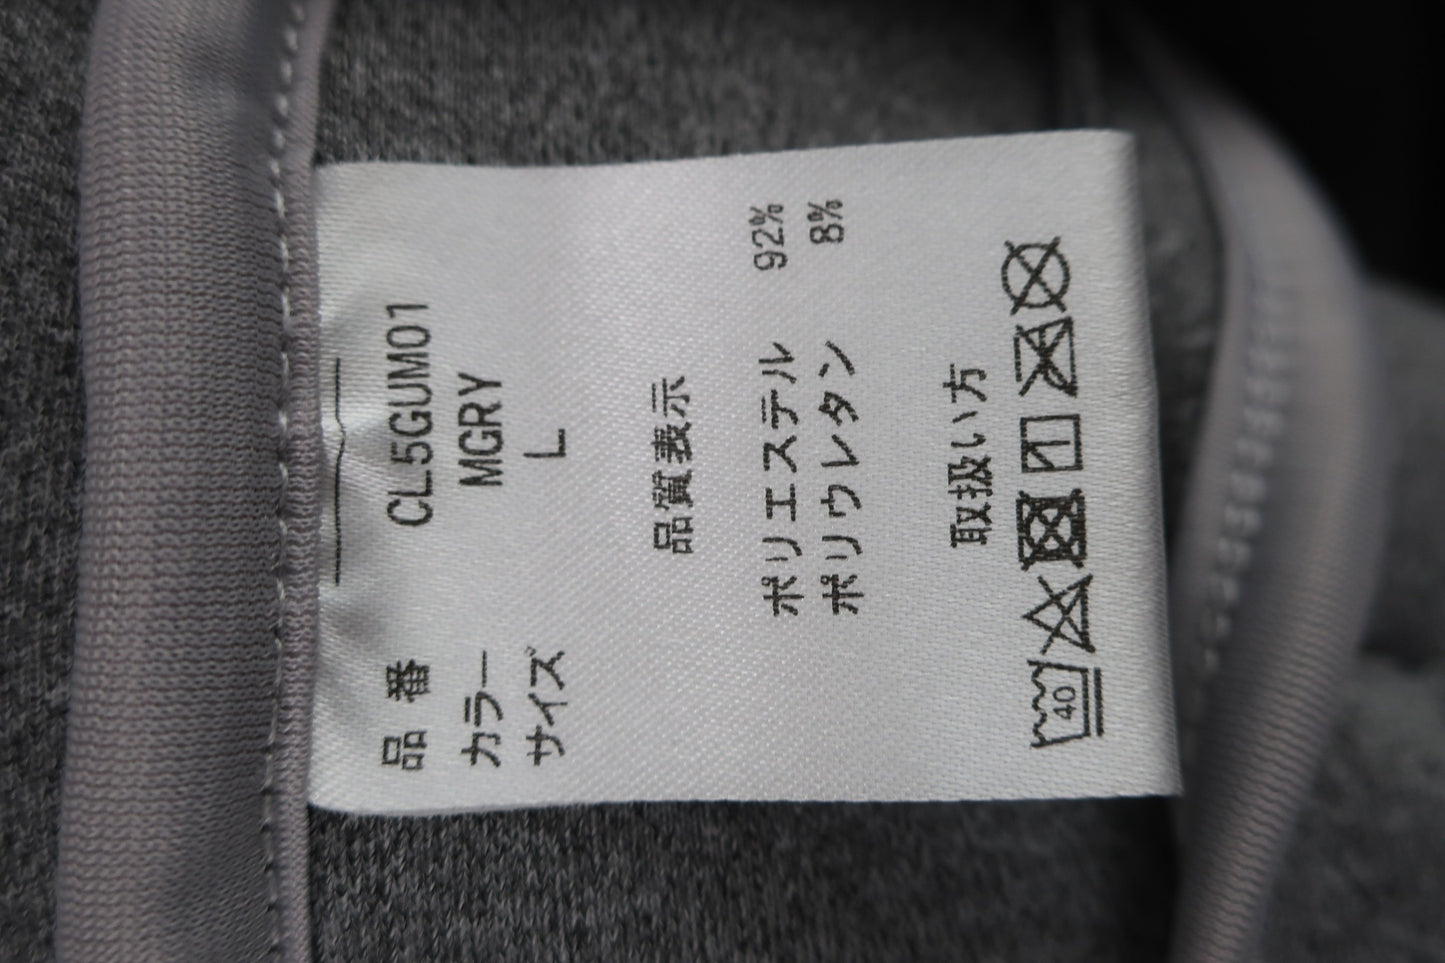 品 番 CL5GUM01
カラー MGRY
サイズ L
品質表示
ポリエステル 92%
ポリウレタン 8%
取扱い方
40